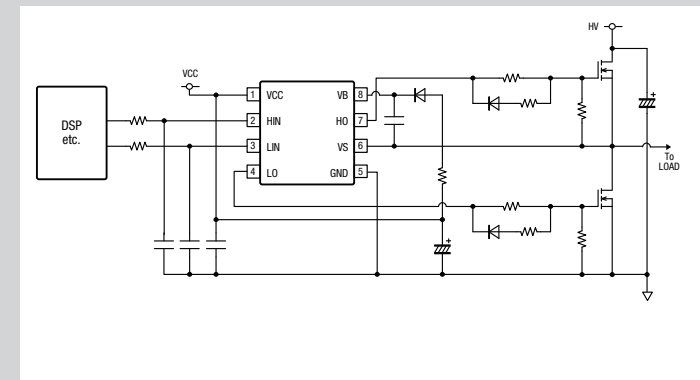 HV
VCC
DSP
etc.
1 VCC VB 8
2 HIN HO 7
3 LIN VS 6
4 LO GND 5
+
To
LOAD
+